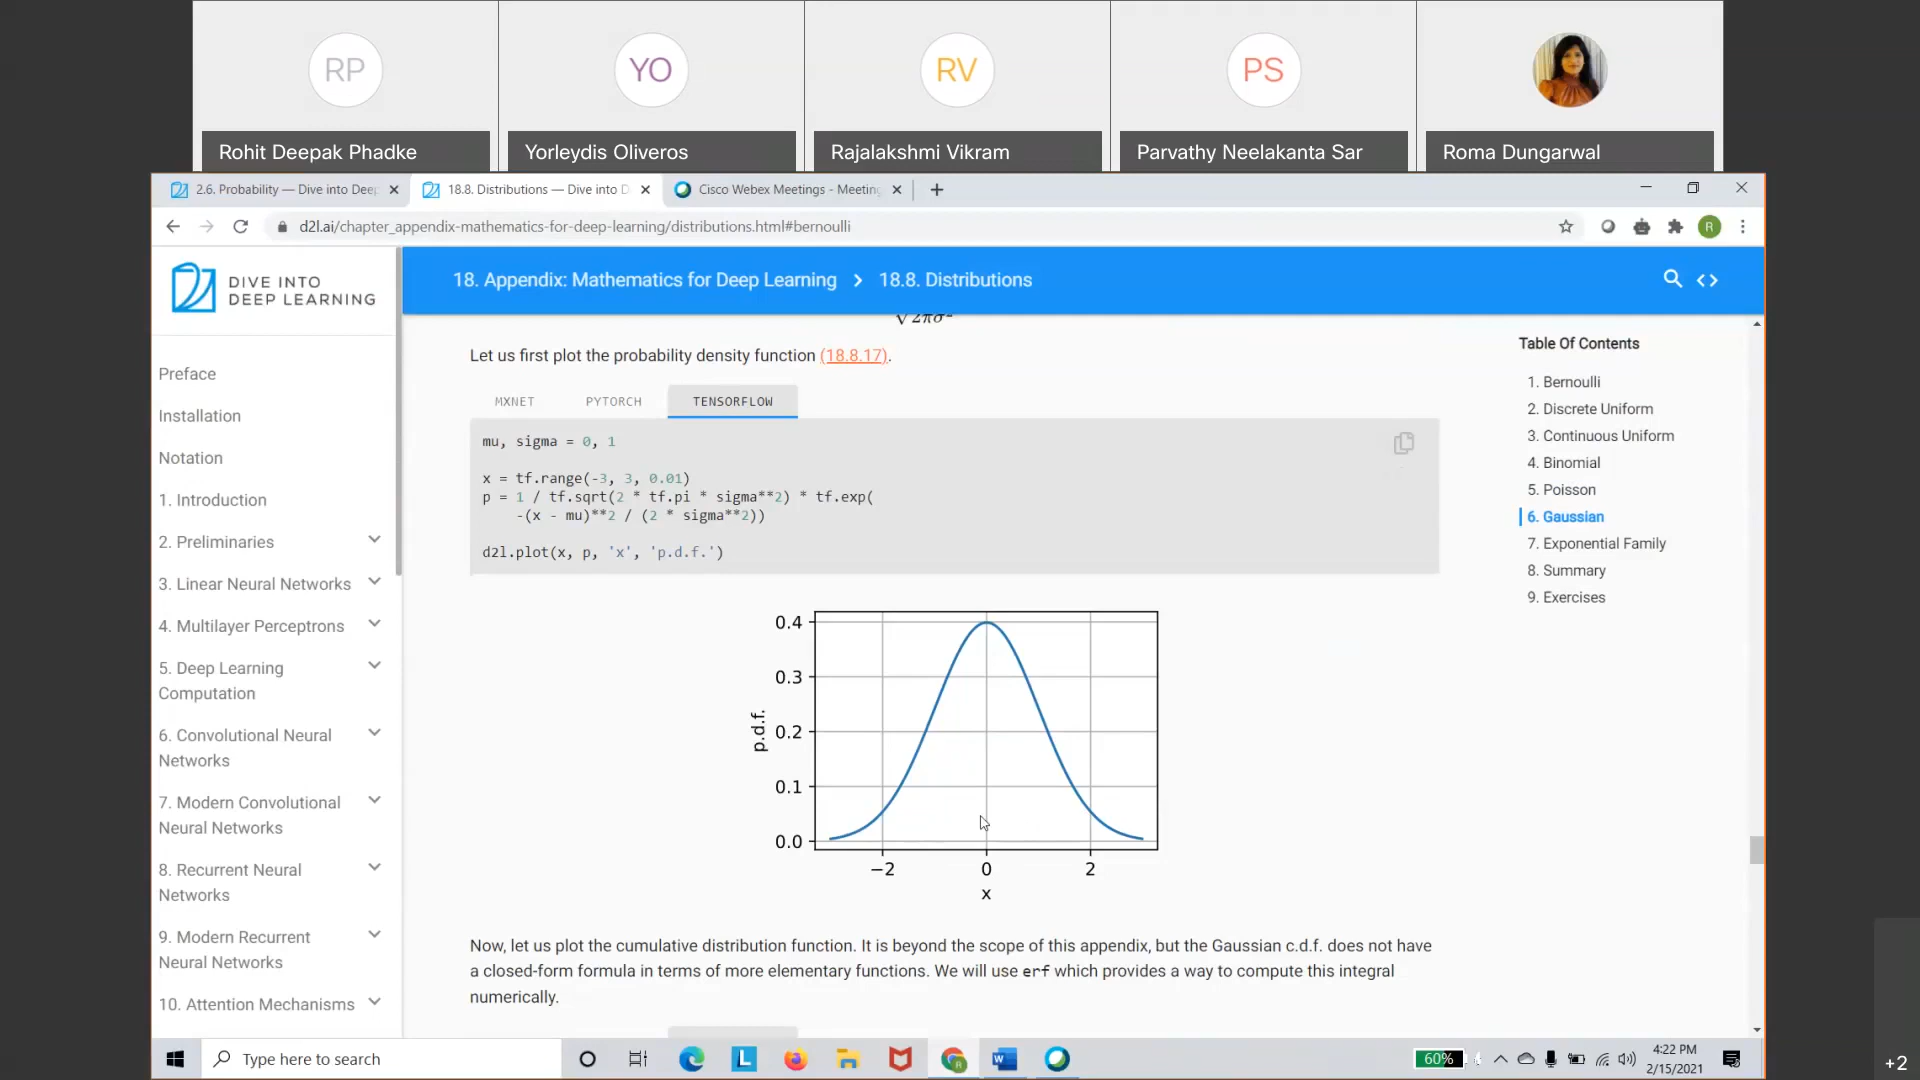 RP
YO
RV
PS
Rohit Deepak Phadke
Yorleydis Oliveros
Rajalakshmi Vikram
Parvathy Neelakanta Sar
Roma Dungarwal
2.6. Probability — Dive into Deep
18.8. Distributions — Dive into D
Cisco Webex Meetings - Meeting
d2l.ai/chapter_appendix-mathematics-for-deep-learning/distributions.html#bernoulli
R
DIVE INTO
DEEP LEARNING
18. Appendix: Mathematics for Deep Learning
18.8. Distributions
Preface
Installation
Notation
1. Introduction
2. Preliminaries
3. Linear Neural Networks
4. Multilayer Perceptrons
5. Deep Learning
Computation
6. Convolutional Neural
Networks
7. Modern Convolutional
Neural Networks
8. Recurrent Neural
Networks
9. Modern Recurrent
Neural Networks
10. Attention Mechanisms
√2πσ²
Let us first plot the probability density function (18.8.17).
MXNET
PYTORCH
TENSORFLOW
mu, sigma = 0, 1
x = tf.range(-3, 3, 0.01)
p = 1 / tf.sqrt(2 * tf.pi * sigma**2) * tf.exp(
-(x - mu)**2 / (2 * sigma**2))
d2l.plot(x, p, 'x', 'p.d.f.')
0.4
0.3
0.2
0.1
0.0
p.d.f.
−2
0
2
x
Now, let us plot the cumulative distribution function. It is beyond the scope of this appendix, but the Gaussian c.d.f. does not have
a closed-form formula in terms of more elementary functions. We will use erf which provides a way to compute this integral
numerically.
Table Of Contents
1. Bernoulli
2. Discrete Uniform
3. Continuous Uniform
4. Binomial
5. Poisson
6. Gaussian
7. Exponential Family
8. Summary
9. Exercises
Type here to search
L
W
60%
4:22 PM
2/15/2021
+2